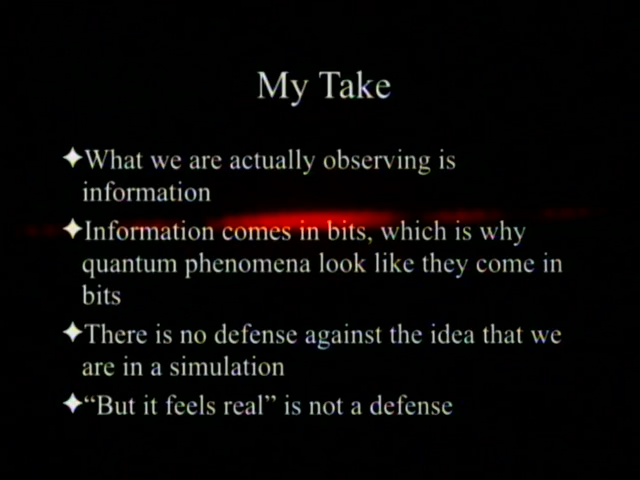 My Take
✦What we are actually observing is
information
✦Information comes in bits, which is why
quantum phenomena look like they come in
bits
✦There is no defense against the idea that we
are in a simulation
✦“But it feels real” is not a defense